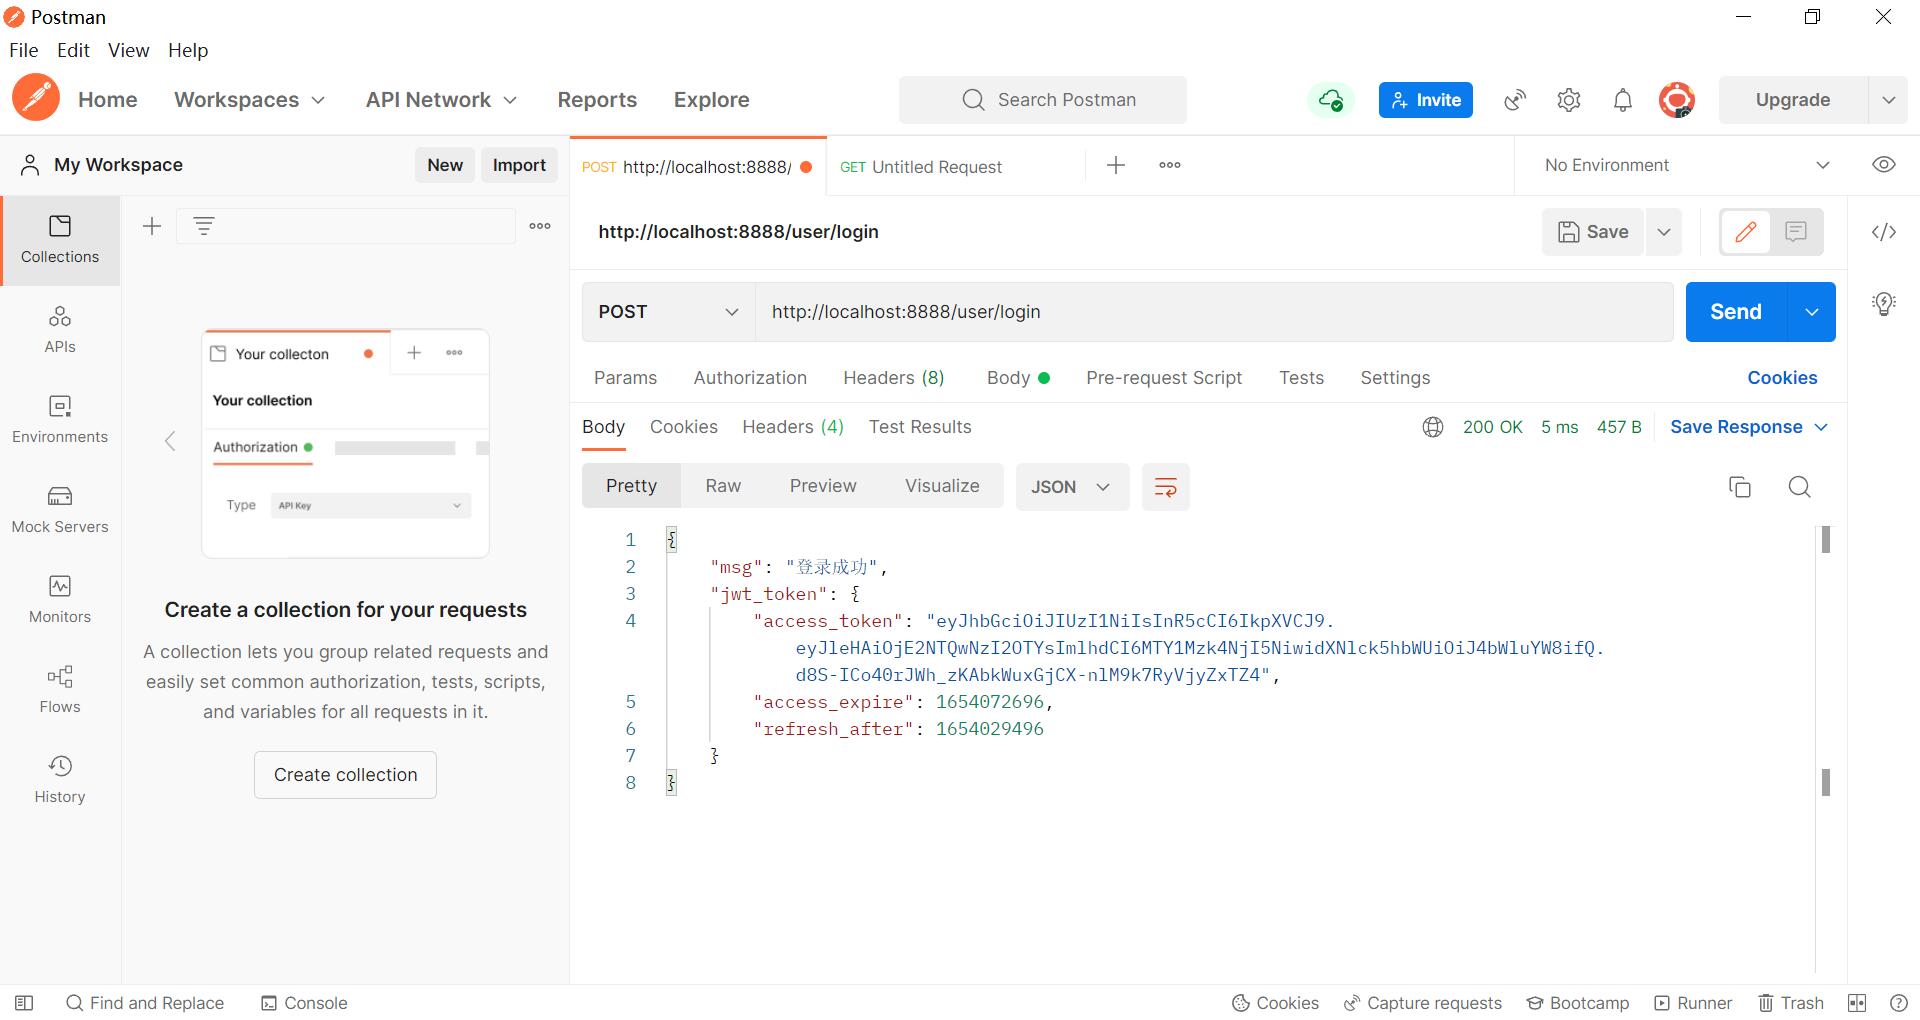 Postman
File Edit View Help
Home Workspaces API Network Reports Explore Search Postman Invite Upgrade
My Workspace New Import
POST http://localhost:8888/ GET Untitled Request No Environment
http://localhost:8888/user/login Save
POST http://localhost:8888/user/login Send
Params Authorization Headers (8) Body Pre-request Script Tests Settings Cookies
Body Cookies Headers (4) Test Results 200 OK 5 ms 457 B Save Response
Pretty Raw Preview Visualize JSON
1 {
2 "msg": "登录成功",
3 "jwt_token": {
4 "access_token": "eyJhbGciOiJIUzI1NiIsInR5cCI6IkpXVCJ9.
eyJleHAiOjE2NTQwNzI2OTYsImlhdCI6MTY1Mzk4NjI5NiwidXNlck5hbWUiOiJ4bWluYW8ifQ.
d8S-ICo40rJWh_zKAbkWuxGjCX-nlM9k7RyVjyZxTZ4",
5 "access_expire": 1654072696,
6 "refresh_after": 1654029496
7 }
8 }
Collections
APIs
Environments
Mock Servers
Monitors
Flows
History
Your collecton
Your collection
Authorization
Type API Key
Create a collection for your requests
A collection lets you group related requests and
easily set common authorization, tests, scripts,
and variables for all requests in it.
Create collection
Find and Replace Console Cookies Capture requests Bootcamp Runner Trash